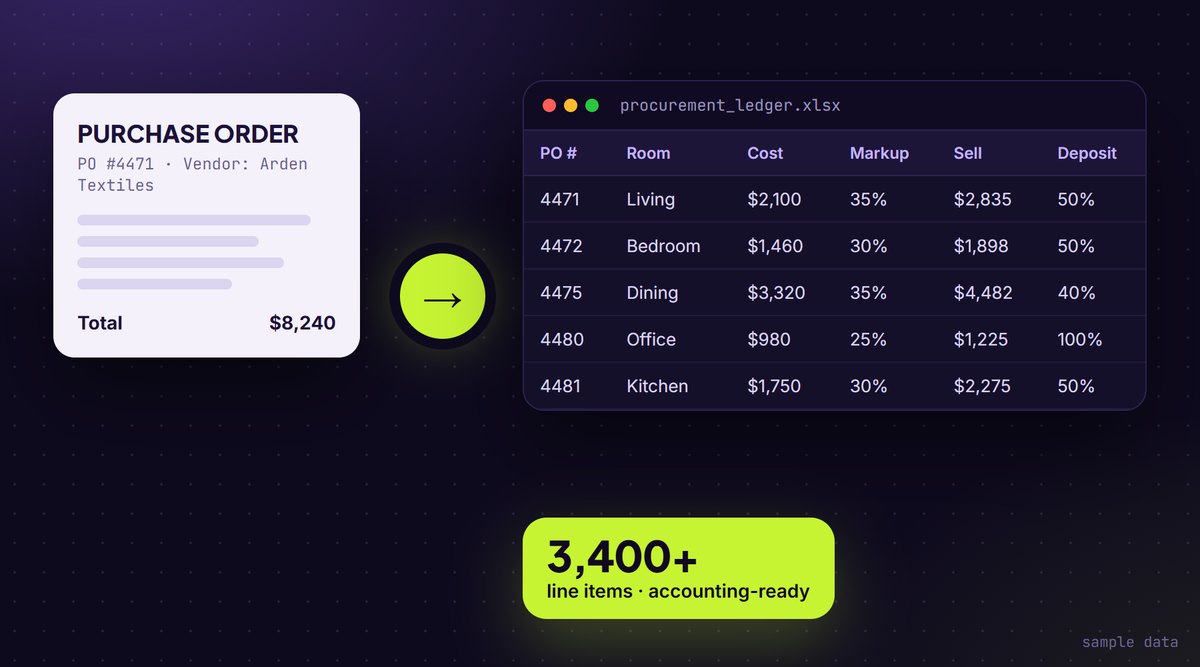 PURCHASE ORDER
PO #4471 · Vendor: Arden
Textiles
Total $8,240
→
procurement_ledger.xlsx
PO # Room Cost Markup Sell Deposit
4471 Living $2,100 35% $2,835 50%
4472 Bedroom $1,460 30% $1,898 50%
4475 Dining $3,320 35% $4,482 40%
4480 Office $980 25% $1,225 100%
4481 Kitchen $1,750 30% $2,275 50%
3,400+
line items · accounting-ready
sample data